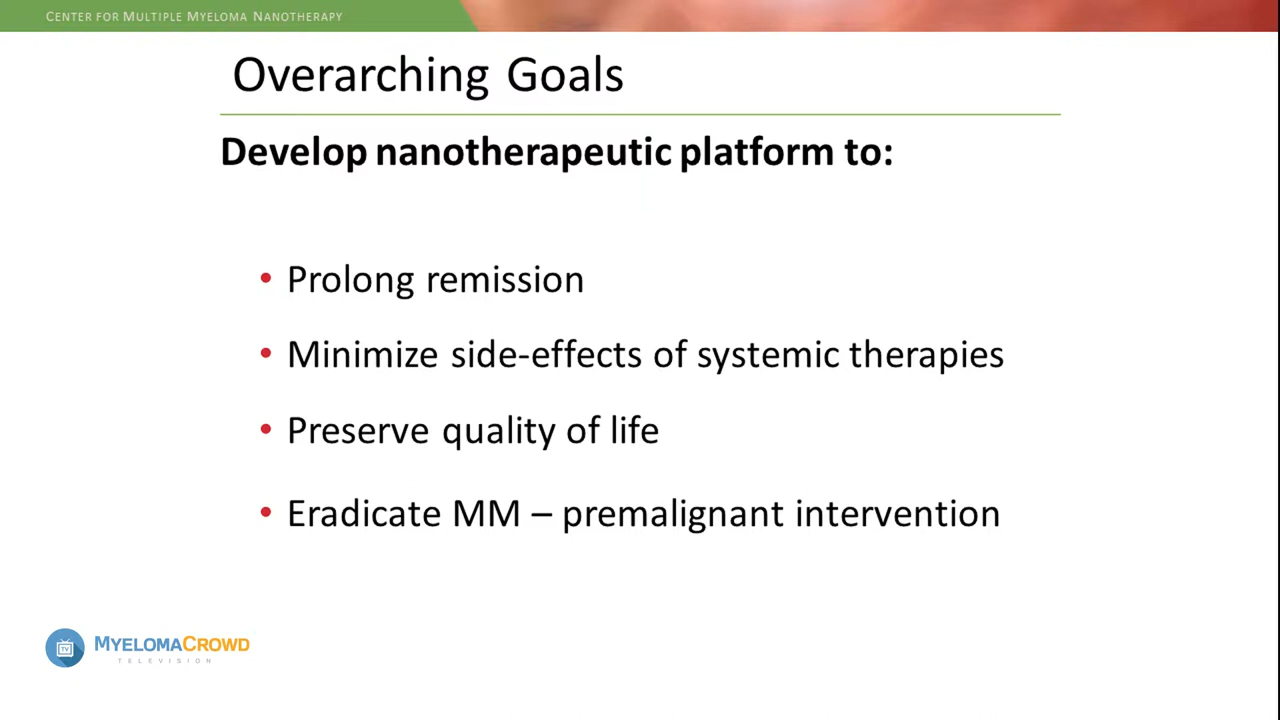 CENTER FOR MULTIPLE MYELOMA NANOTHERAPY
Overarching Goals
Develop nanotherapeutic platform to:
• Prolong remission
• Minimize side-effects of systemic therapies
• Preserve quality of life
• Eradicate MM – premalignant intervention
TV
MYELOMACROWD
TELEVISION